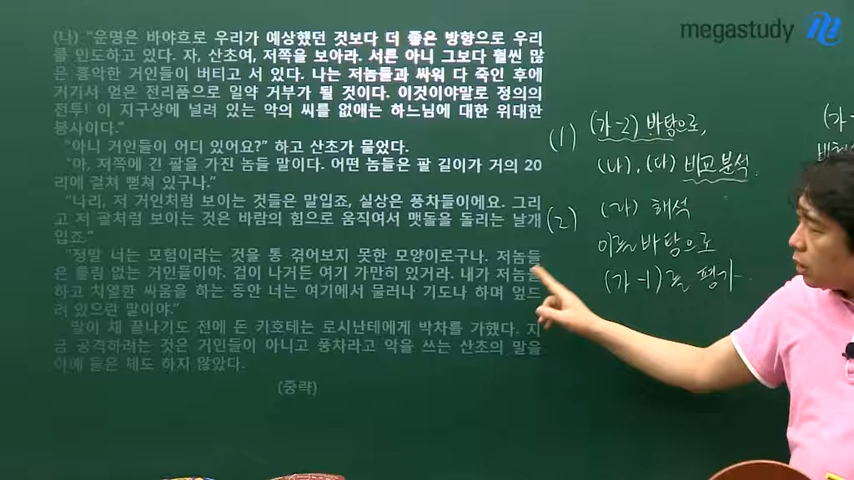 megastudy
(나) "운명은 바야흐로 우리가 예상했던 것보다 더 좋은 방향으로 우리
를 인도하고 있다. 자, 산초여, 저쪽을 보아라. 서른 아니 그보다 훨씬 많
은 흉악한 거인들이 버티고 서 있다. 나는 저놈들과 싸워 다 죽인 후에
거기서 얻은 전리품으로 일약 거부가 될 것이다. 이것이야말로 정의의
전투! 이 지구상에 널려 있는 악의 씨를 없애는 하느님에 대한 위대한
봉사이다."
"아니 거인들이 어디 있어요?" 하고 산초가 물었다.
"아, 저쪽에 긴 팔을 가진 놈들 말이다. 어떤 놈들은 팔 길이가 거의 20
리에 걸쳐 뻗쳐 있구나."
"나리, 저 거인처럼 보이는 것들은 말입죠, 실상은 풍차들이에요. 그리
고 저 팔처럼 보이는 것은 바람의 힘으로 움직여서 맷돌을 돌리는 날개
입죠."
"정말 너는 모험이라는 것을 통 겪어보지 못한 모양이로구나. 저놈들
은 틀림 없는 거인들이야. 겁이 나거든 여기 가만히 있거라. 내가 저놈들
하고 치열한 싸움을 하는 동안 너는 여기에서 물러나 기도나 하며 엎드
려 있으란 말이야."
말이 채 끝나기도 전에 돈 키호테는 로시난테에게 박차를 가했다. 지
금 공격하려는 것은 거인들이 아니고 풍차라고 악을 쓰는 산초의 말을
아예 들은 체도 하지 않았다.
(중략)
(1) (가-2) 바탕으로,
(나), (다) 비교분석.
(2) (라) 해석
이를 바탕으로
(가-1)를 평가
(가-